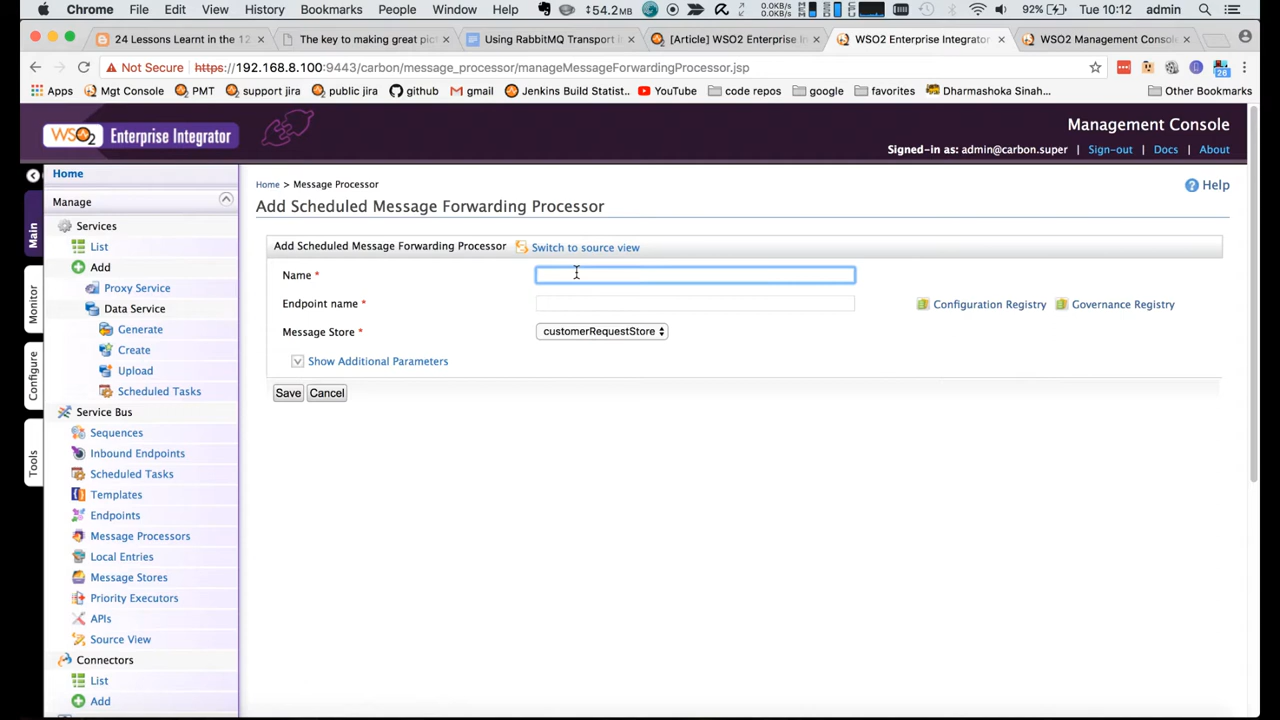 Chrome File Edit View History Bookmarks People Window Help 54.2MB 0.0KB/s 0.0KB/s 92% Tue 10:12 admin
24 Lessons Learnt in the 12 The key to making great pic Using RabbitMQ Transport i [Article] WSO2 Enterprise WSO2 Enterprise Integrator WSO2 Management Console
Not Secure https://192.168.8.100:9443/carbon/message_processor/manageMessageForwardingProcessor.jsp
Apps Mgt Console PMT support jira public jira github gmail Jenkins Build Statist.. YouTube code repos google favorites Dharmashoka Sinah... Other Bookmarks
WSO2 Enterprise Integrator
Management Console
Signed-in as: admin@carbon.super | Sign-out | Docs | About
Home
Home > Message Processor
Help
Manage
Add Scheduled Message Forwarding Processor
Main
Monitor
Configure
Tools
Services
List
Add
Proxy Service
Data Service
Generate
Create
Upload
Scheduled Tasks
Service Bus
Sequences
Inbound Endpoints
Scheduled Tasks
Templates
Endpoints
Message Processors
Local Entries
Message Stores
Priority Executors
APIs
Source View
Connectors
List
Add
Add Scheduled Message Forwarding Processor Switch to source view
Name *
Endpoint name * Configuration Registry Governance Registry
Message Store * customerRequestStore
Show Additional Parameters
Save Cancel